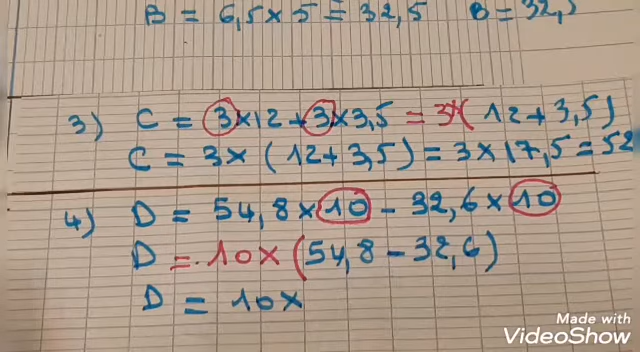 B = 6,5×5 = 32,5 B = 32,5
3) C = 3×12+3×3,5 = 3×(12+3,5)
C = 3×(12+3,5) = 3×17,5 = 52
4) D = 54,8×10 - 32,6×10
D = 10×(54,8 - 32,6)
D = 10×
Made with
VideoShow